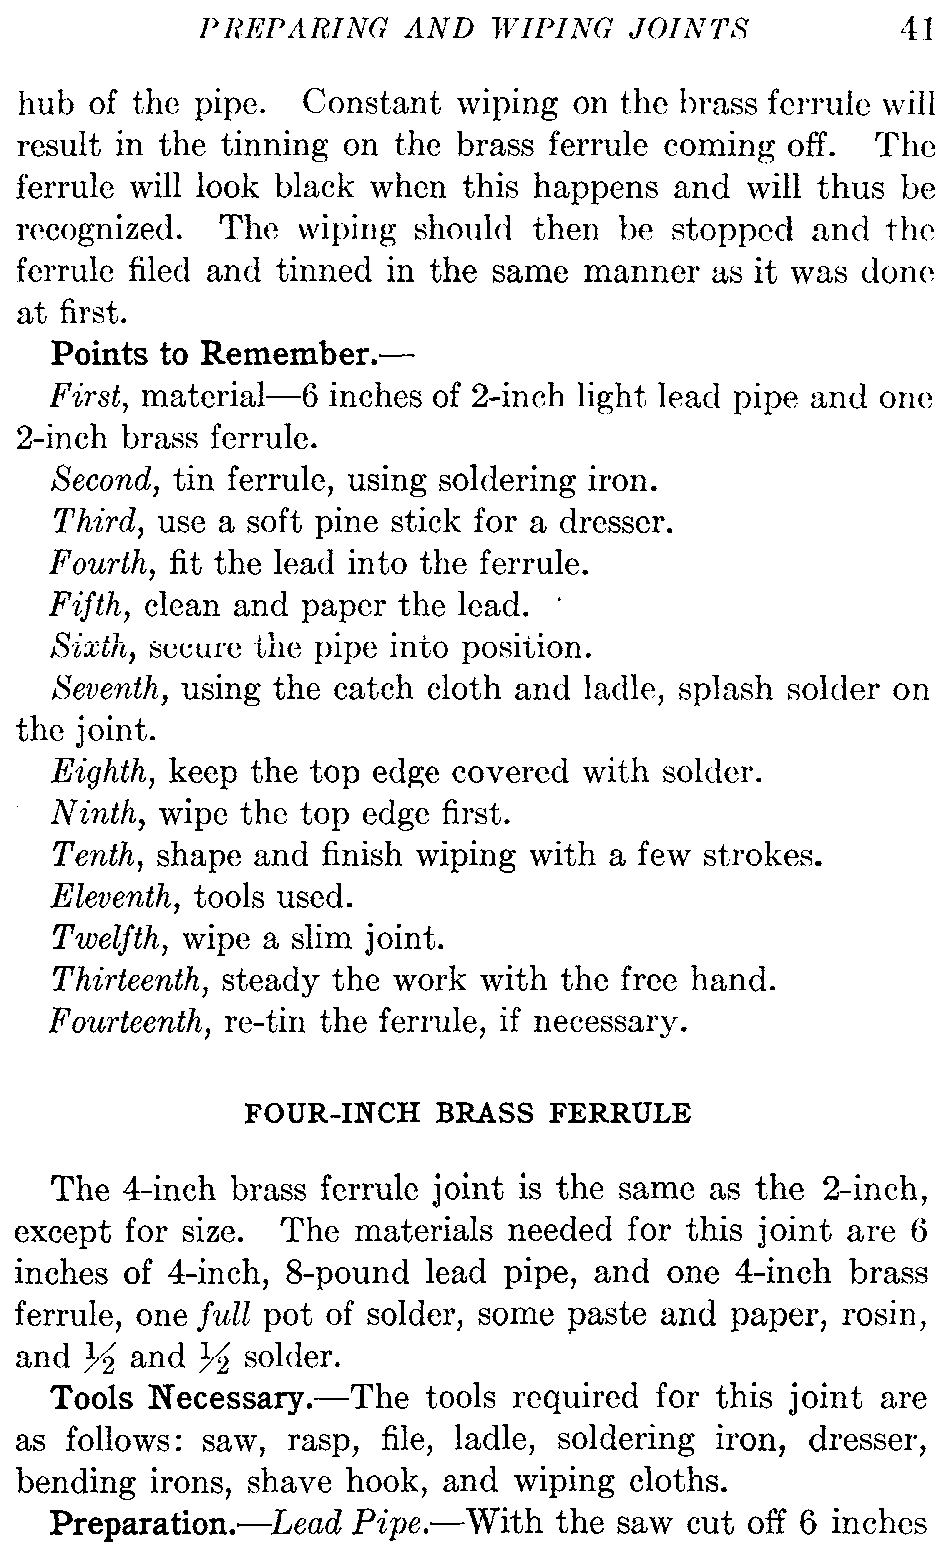 PREPARING AND WIPING JOINTS 41
hub of the pipe. Constant wiping on the brass ferrule will
result in the tinning on the brass ferrule coming off. The
ferrule will look black when this happens and will thus be
recognized. The wiping should then be stopped and the
ferrule filed and tinned in the same manner as it was done
at first.
Points to Remember.—
First, material—6 inches of 2-inch light lead pipe and one
2-inch brass ferrule.
Second, tin ferrule, using soldering iron.
Third, use a soft pine stick for a dresser.
Fourth, fit the lead into the ferrule.
Fifth, clean and paper the lead.
Sixth, secure the pipe into position.
Seventh, using the catch cloth and ladle, splash solder on
the joint.
Eighth, keep the top edge covered with solder.
Ninth, wipe the top edge first.
Tenth, shape and finish wiping with a few strokes.
Eleventh, tools used.
Twelfth, wipe a slim joint.
Thirteenth, steady the work with the free hand.
Fourteenth, re-tin the ferrule, if necessary.
FOUR-INCH BRASS FERRULE
The 4-inch brass ferrule joint is the same as the 2-inch,
except for size. The materials needed for this joint are 6
inches of 4-inch, 8-pound lead pipe, and one 4-inch brass
ferrule, one full pot of solder, some paste and paper, rosin,
and ½ and ½ solder.
Tools Necessary.—The tools required for this joint are
as follows: saw, rasp, file, ladle, soldering iron, dresser,
bending irons, shave hook, and wiping cloths.
Preparation.—Lead Pipe.—With the saw cut off 6 inches